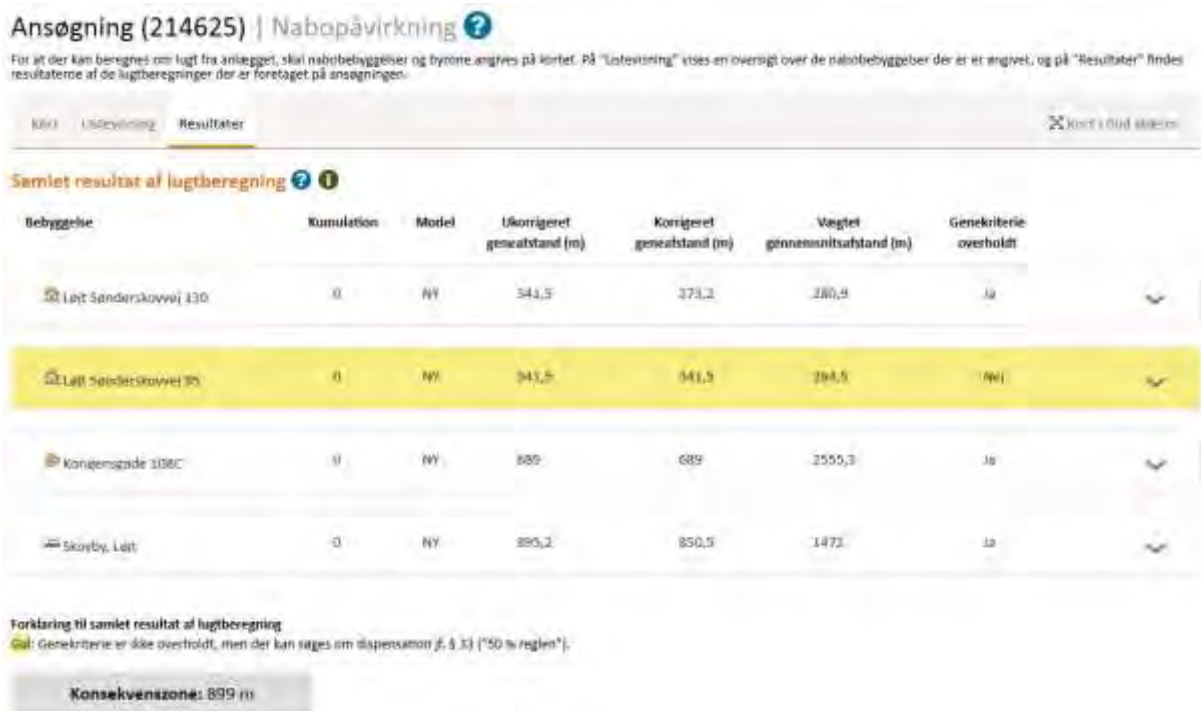 Ansøgning (214625) | Nabopåvirkning ?
For at der kan beregnes om lugt fra anlægget, skal nabobebyggelser og byzone angives på kortet. På "Listevisning" vises en oversigt over de nabobebyggelser der er er angivet, og på "Resultater" findes
resultaterne af de lugtberegninger der er foretaget på ansøgningen.
Kort Listevisning Resultater Kort i fuld skærm
Samlet resultat af lugtberegning ? i
Bebyggelse Kumulation Model Ukorrigeret geneafstand (m) Korrigeret geneafstand (m) Vægtet gennemsnitsafstand (m) Genekriterie overholdt
Løjt Sønderskovvej 130 0 NY 341,5 273,2 280,9 Ja
Løjt Sønderskovvej 0 NY 341,5 341,5 Nej
Kongensgade 108C 0 NY 689 2555,3 Ja
Skovby, Løjt 0 NY 895,2 850,5 1472 Ja
Forklaring til samlet resultat af lugtberegning
Gul: Genekriterie er ikke overholdt, men der kan søges om dispensation jf. § 33 ("50 % reglen").
Konsekvenszone: 899 m